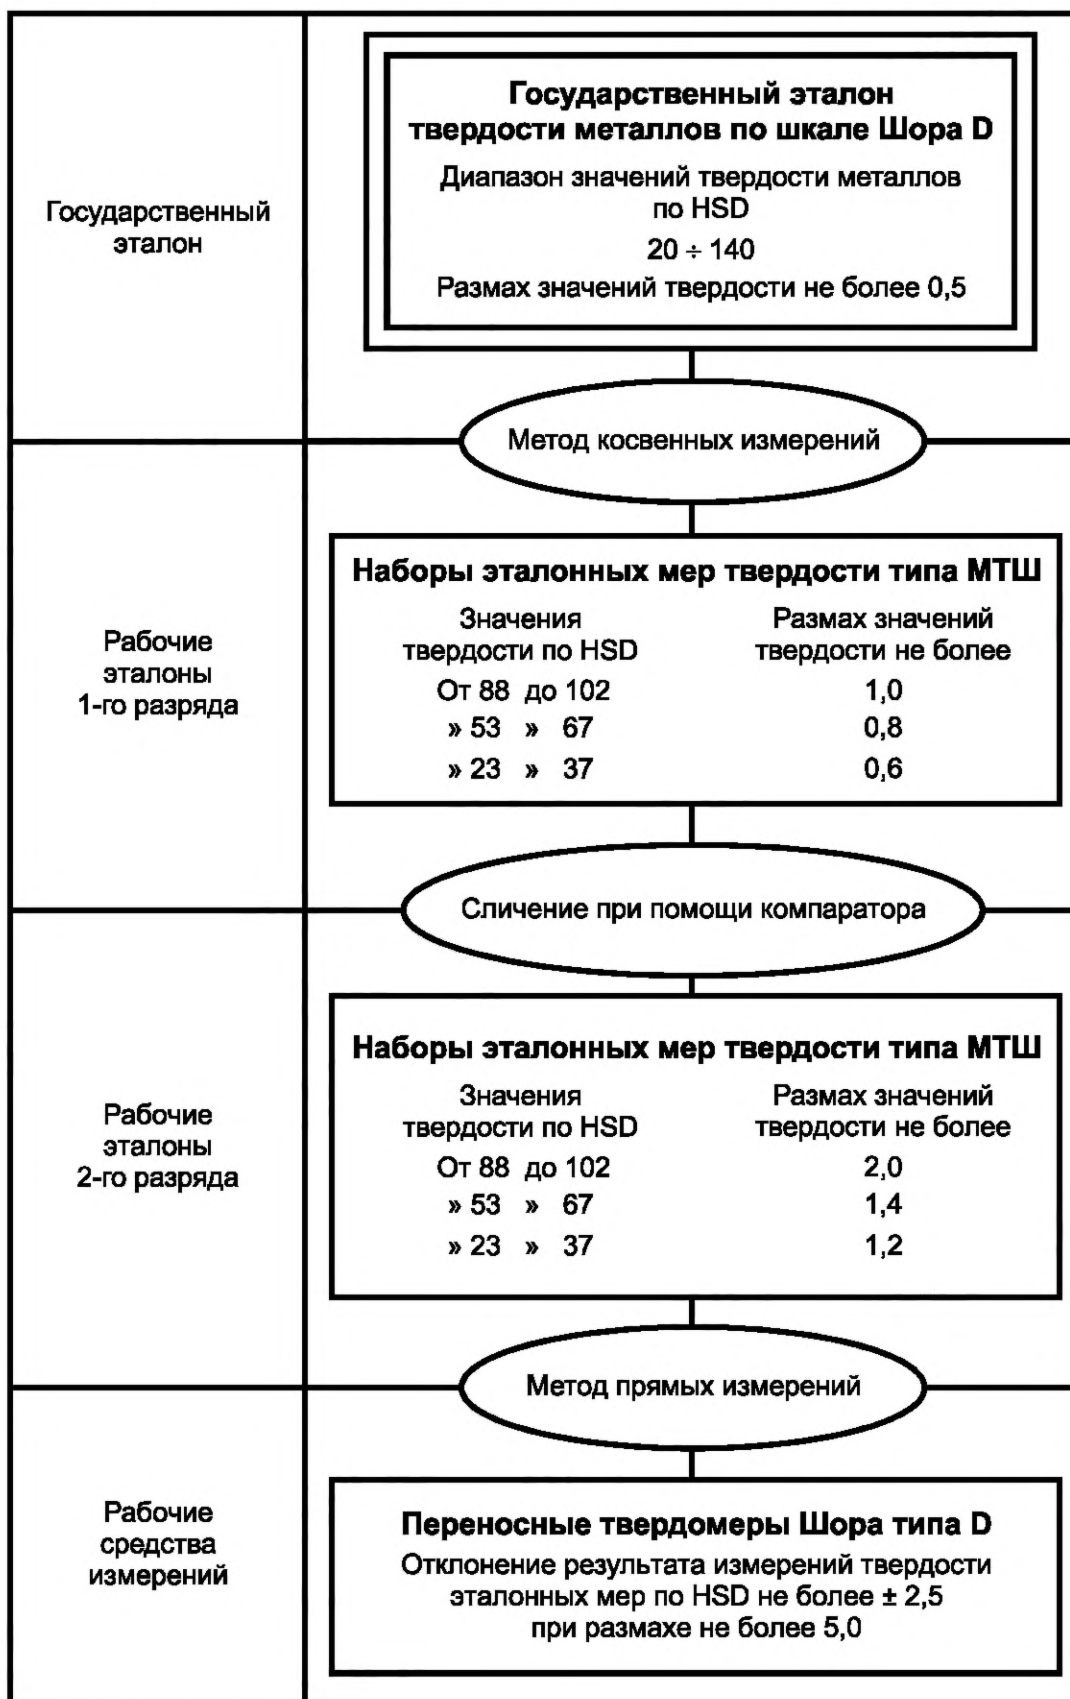 Государственный
эталон
Государственный эталон
твердости металлов по шкале Шора D
Диапазон значений твердости металлов
по HSD
20 ÷ 140
Размах значений твердости не более 0,5
Метод косвенных измерений
Рабочие
эталоны
1-го разряда
Наборы эталонных мер твердости типа МТШ
Значения Размах значений
твердости по HSD твердости не более
От 88 до 102 1,0
» 53 » 67 0,8
» 23 » 37 0,6
Сличение при помощи компаратора
Рабочие
эталоны
2-го разряда
Наборы эталонных мер твердости типа МТШ
Значения Размах значений
твердости по HSD твердости не более
От 88 до 102 2,0
» 53 » 67 1,4
» 23 » 37 1,2
Метод прямых измерений
Рабочие
средства
измерений
Переносные твердомеры Шора типа D
Отклонение результата измерений твердости
эталонных мер по HSD не более ± 2,5
при размахе не более 5,0